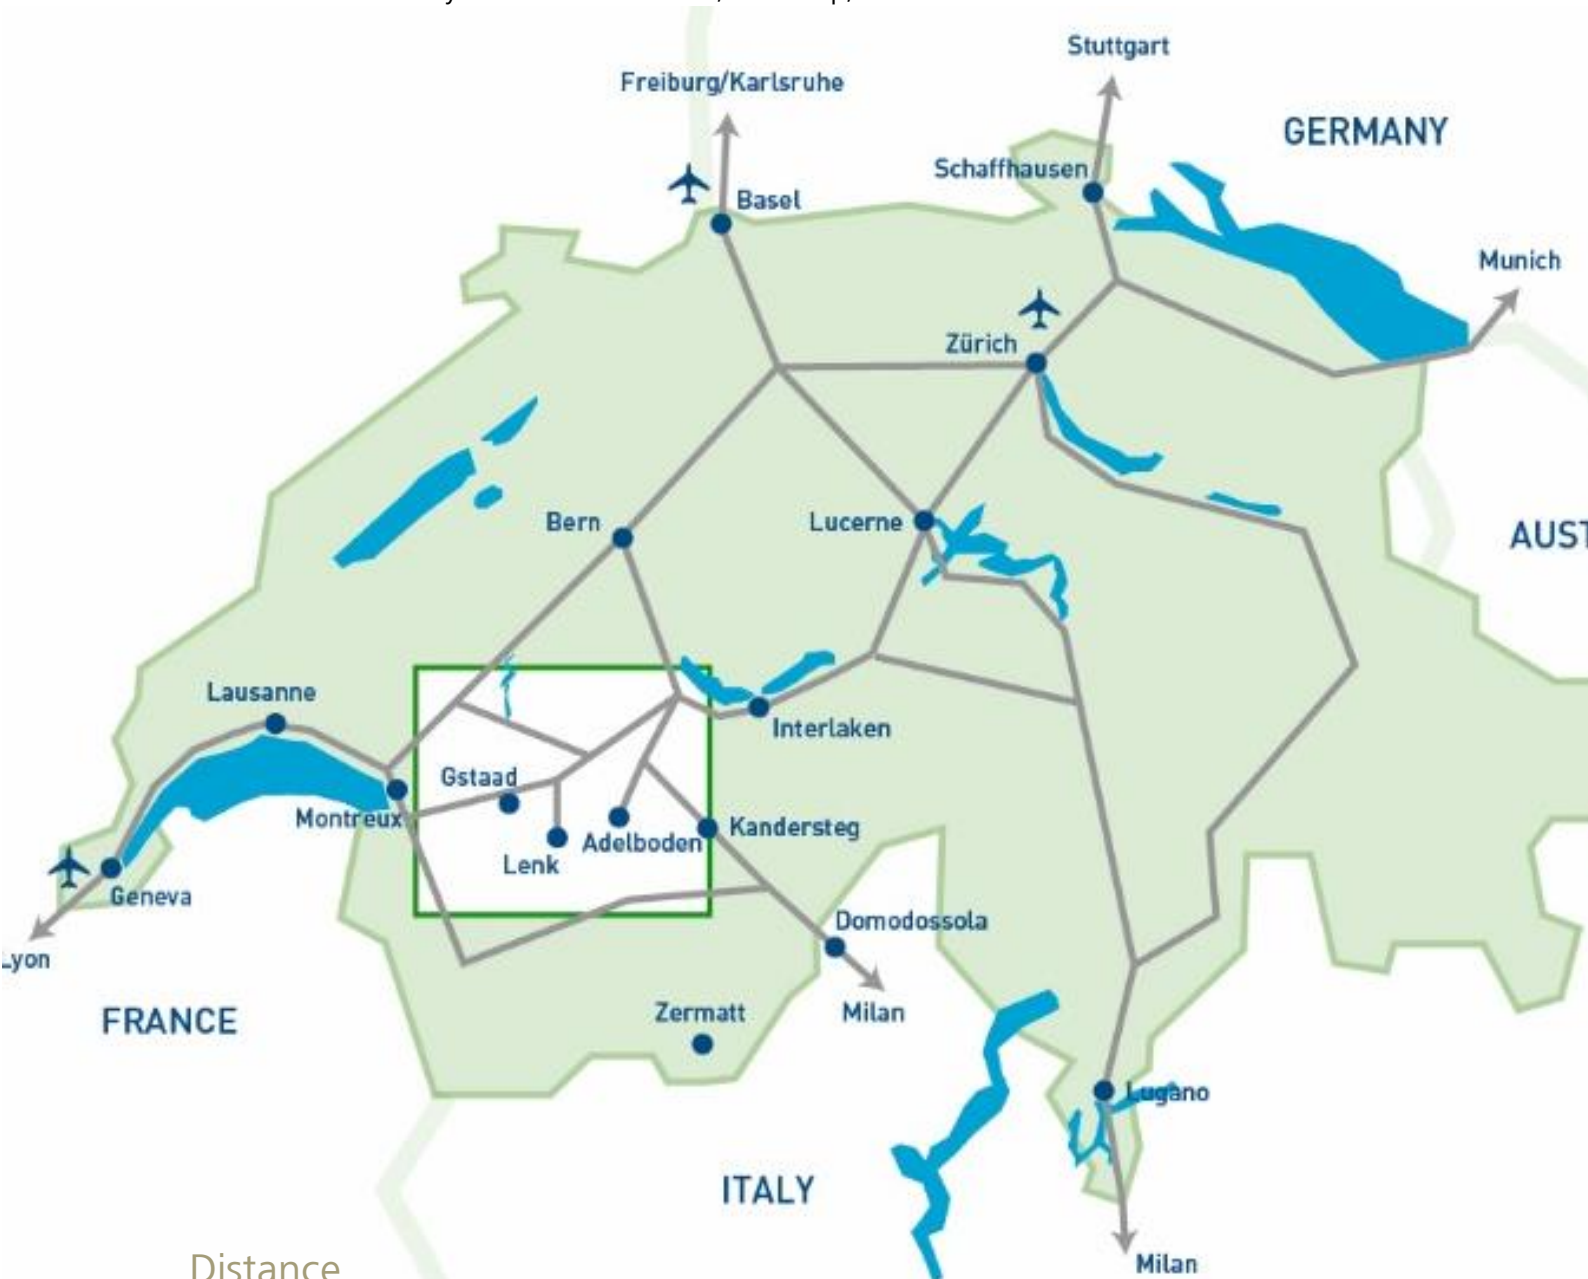 Stuttgart
Freiburg/Karlsruhe
GERMANY
Schaffhausen
Basel
Munich
Zürich
Bern
Lucerne
AUST
Lausanne
Interlaken
Gstaad
Montreux
Kandersteg
Adelboden
Lenk
Geneva
Domodossola
Lyon
Zermatt
Milan
FRANCE
Lugano
ITALY
Milan
Distance